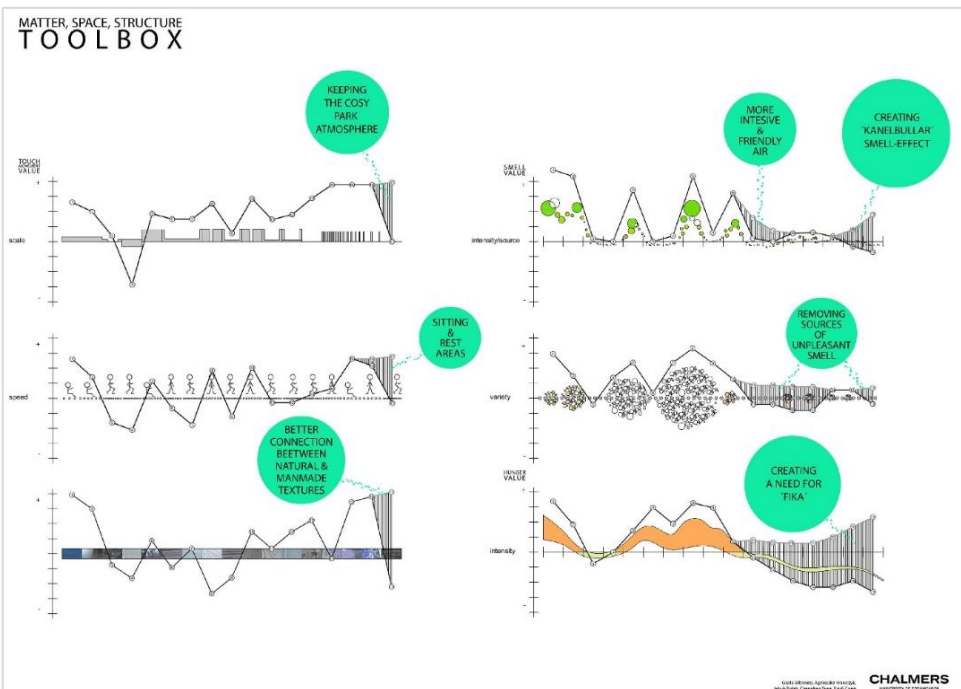 MATTER, SPACE, STRUCTURE
TOOLBOX
KEEPING
THE COSY
PARK
ATMOSPHERE
TOUCH
VALUE
+
scale
-
SITTING
&
REST
AREAS
+
speed
-
BETTER
CONNECTION
BEETWEEN
NATURAL &
MANMADE
TEXTURES
+
-
MORE
INTESIVE
&
FRIENDLY
AIR
CREATING
"KANELBULLAR"
SMELL-EFFECT
SMELL
VALUE
+
intensity/source
-
REMOVING
SOURCES
OF
UNPLEASANT
SMELL
+
variety
-
CREATING
A NEED FOR
"FIKA"
HUNGER
VALUE
+
intensity
-
CHALMERS